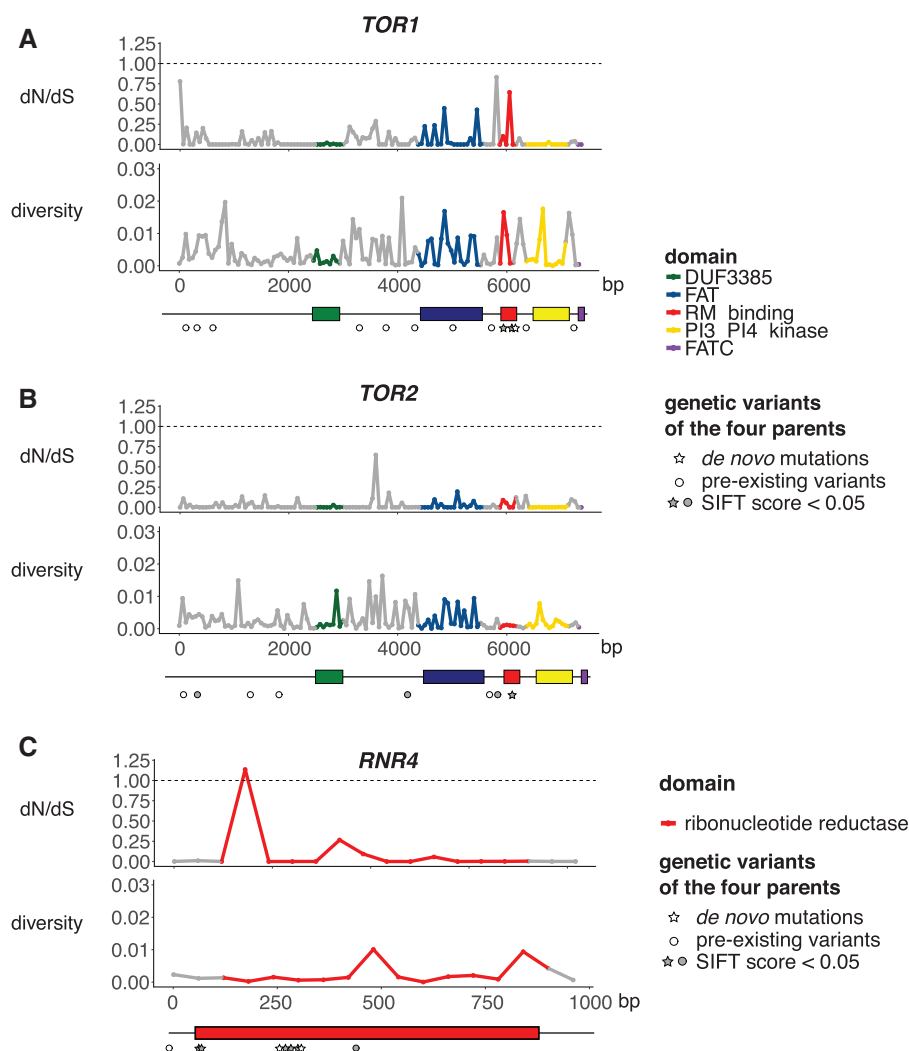 A
TOR1
dN/dS
1.25
1.00
0.75
0.50
0.25
0.00
diversity
0.03
0.02
0.01
0.00
0 2000 4000 6000 bp
domain
DUF3385
FAT
RM binding
PI3 PI4 kinase
FATC
B
TOR2
dN/dS
1.25
1.00
0.75
0.50
0.25
0.00
diversity
0.03
0.02
0.01
0.00
0 2000 4000 6000 bp
genetic variants
of the four parents
de novo mutations
pre-existing variants
SIFT score < 0.05
C
RNR4
dN/dS
1.25
1.00
0.75
0.50
0.25
0.00
diversity
0.03
0.02
0.01
0.00
0 250 500 750 1000 bp
domain
ribonucleotide reductase
genetic variants
of the four parents
de novo mutations
pre-existing variants
SIFT score < 0.05